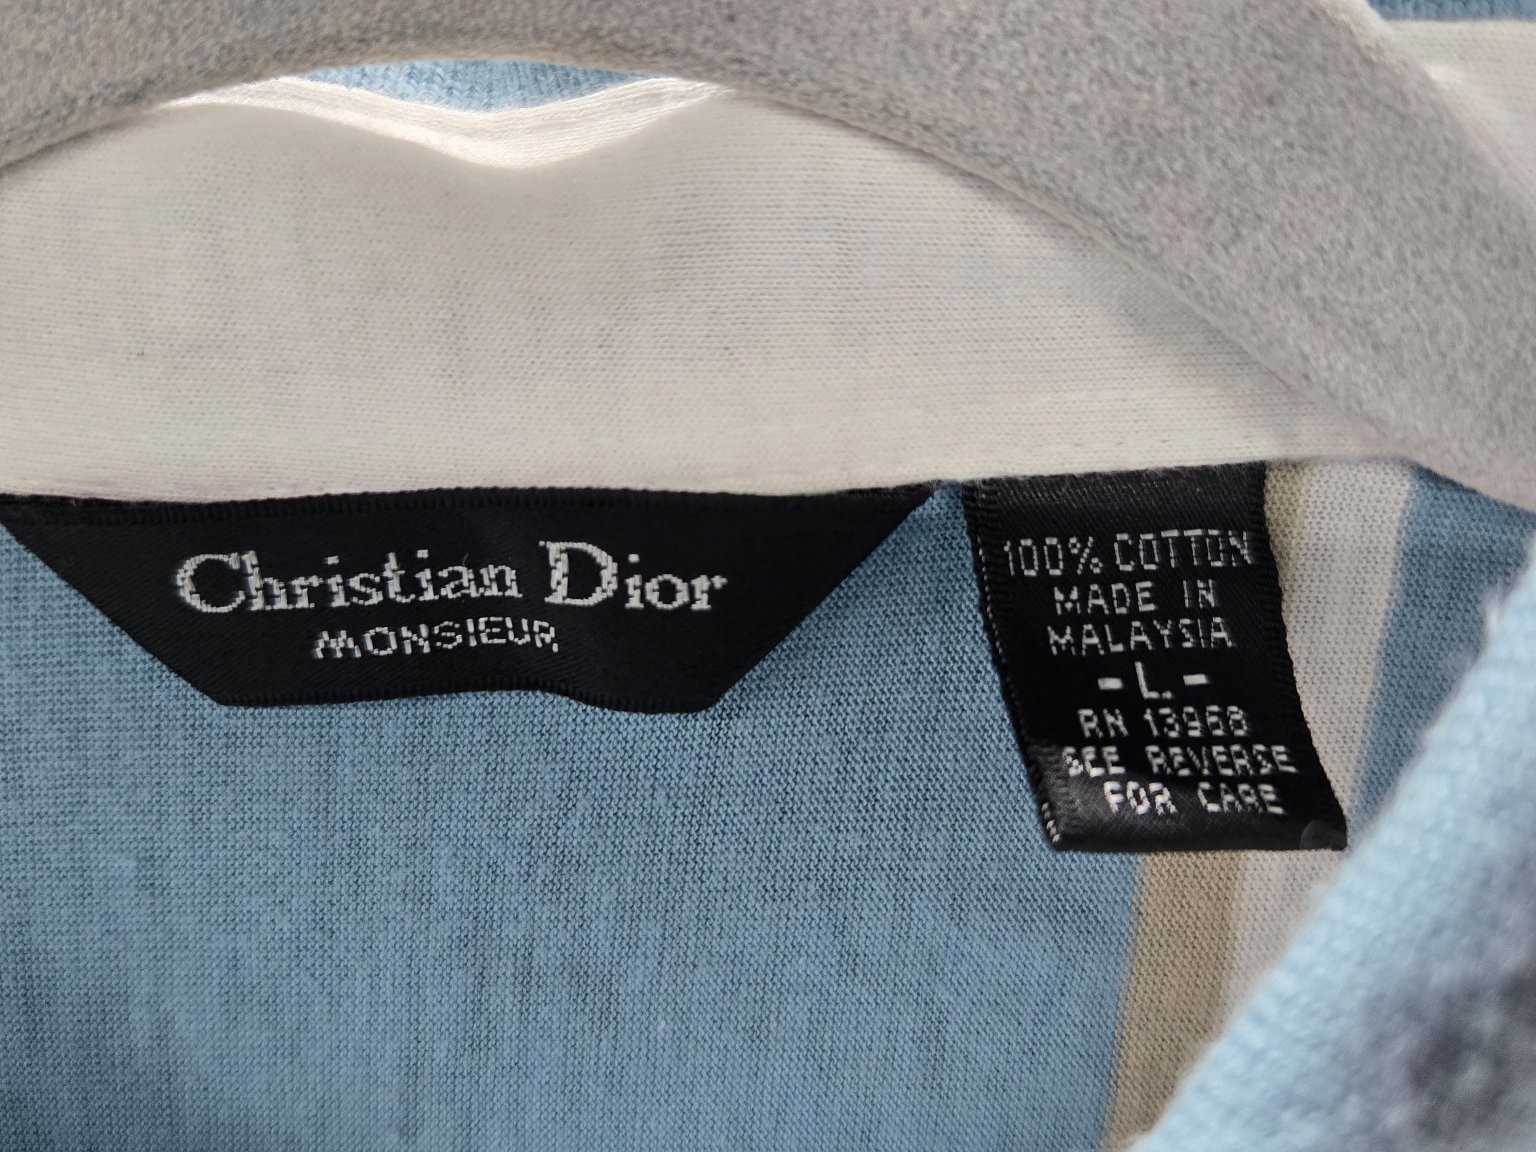 Christian Dior
MONSIEUR
100% COTTON
MADE IN
MALAYSIA
- L. -
RN 13968
SEE REVERSE
FOR CARE